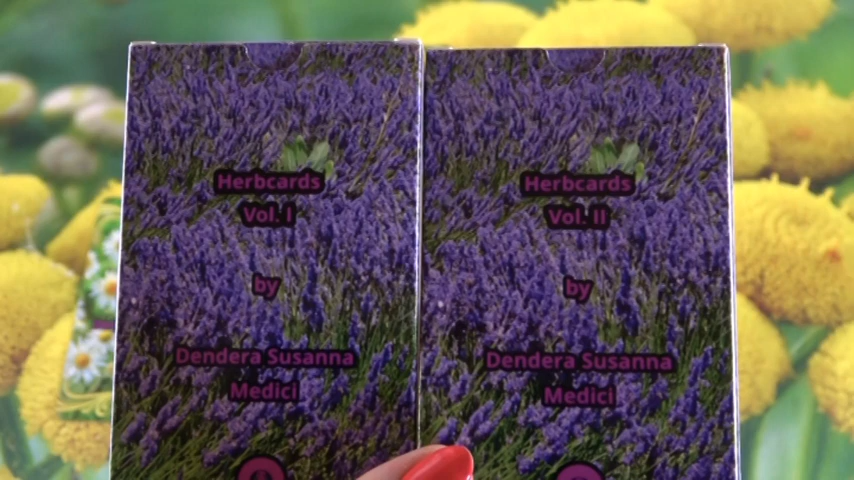 Herbcards
Vol. I
by
Dendera Susanna
Medici
Herbcards
Vol. II
by
Dendera Susanna
Medici